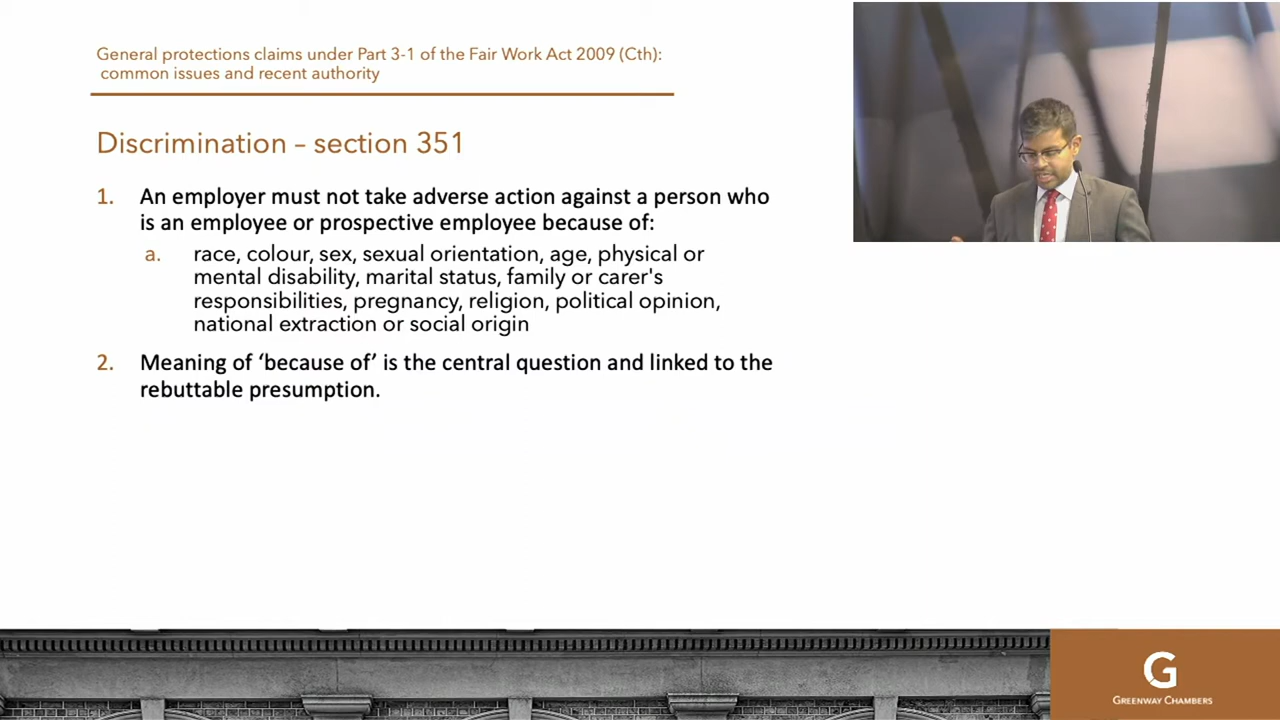 General protections claims under Part 3-1 of the Fair Work Act 2009 (Cth):
common issues and recent authority
Discrimination – section 351
1. An employer must not take adverse action against a person who
is an employee or prospective employee because of:
a. race, colour, sex, sexual orientation, age, physical or
mental disability, marital status, family or carer's
responsibilities, pregnancy, religion, political opinion,
national extraction or social origin
2. Meaning of ‘because of’ is the central question and linked to the
rebuttable presumption.
G
GREENWAY CHAMBERS